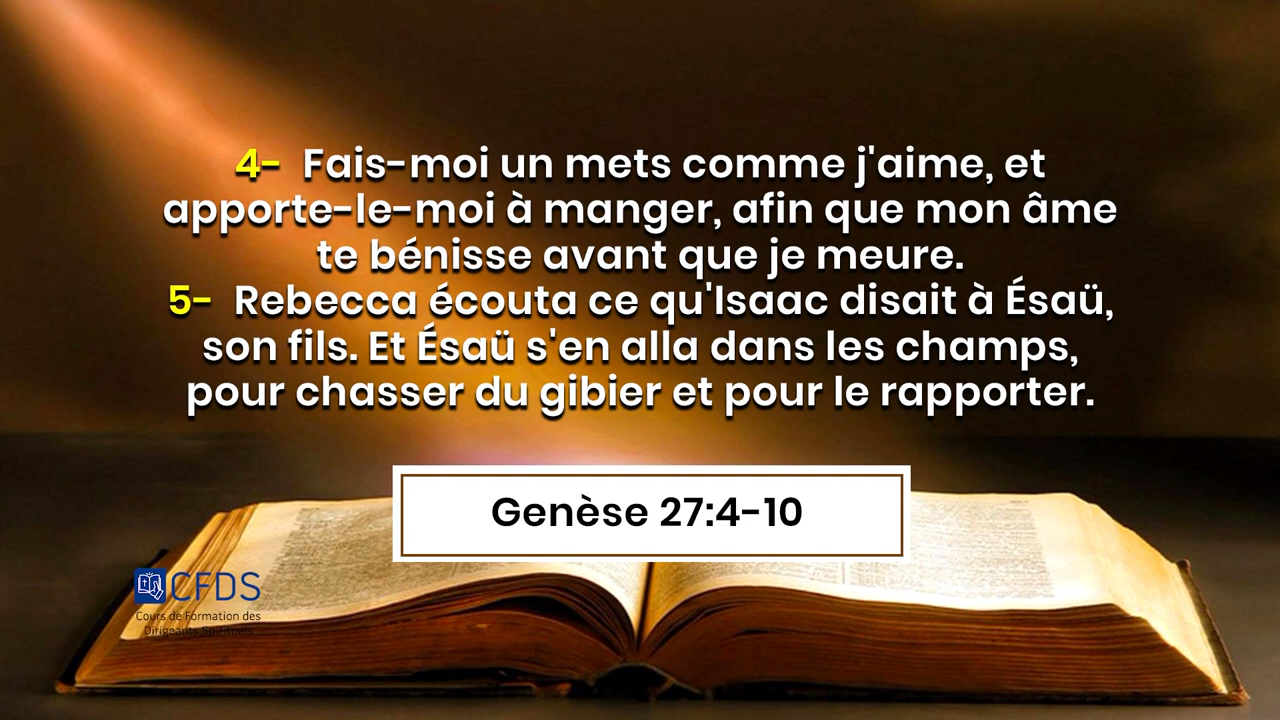 4- Fais-moi un mets comme j'aime, et
apporte-le-moi à manger, afin que mon âme
te bénisse avant que je meure.
5- Rebecca écouta ce qu'Isaac disait à Ésaü,
son fils. Et Ésaü s'en alla dans les champs,
pour chasser du gibier et pour le rapporter.
Genèse 27:4-10
CFDS
Cours de Formation des
Dirigeants Spirituels